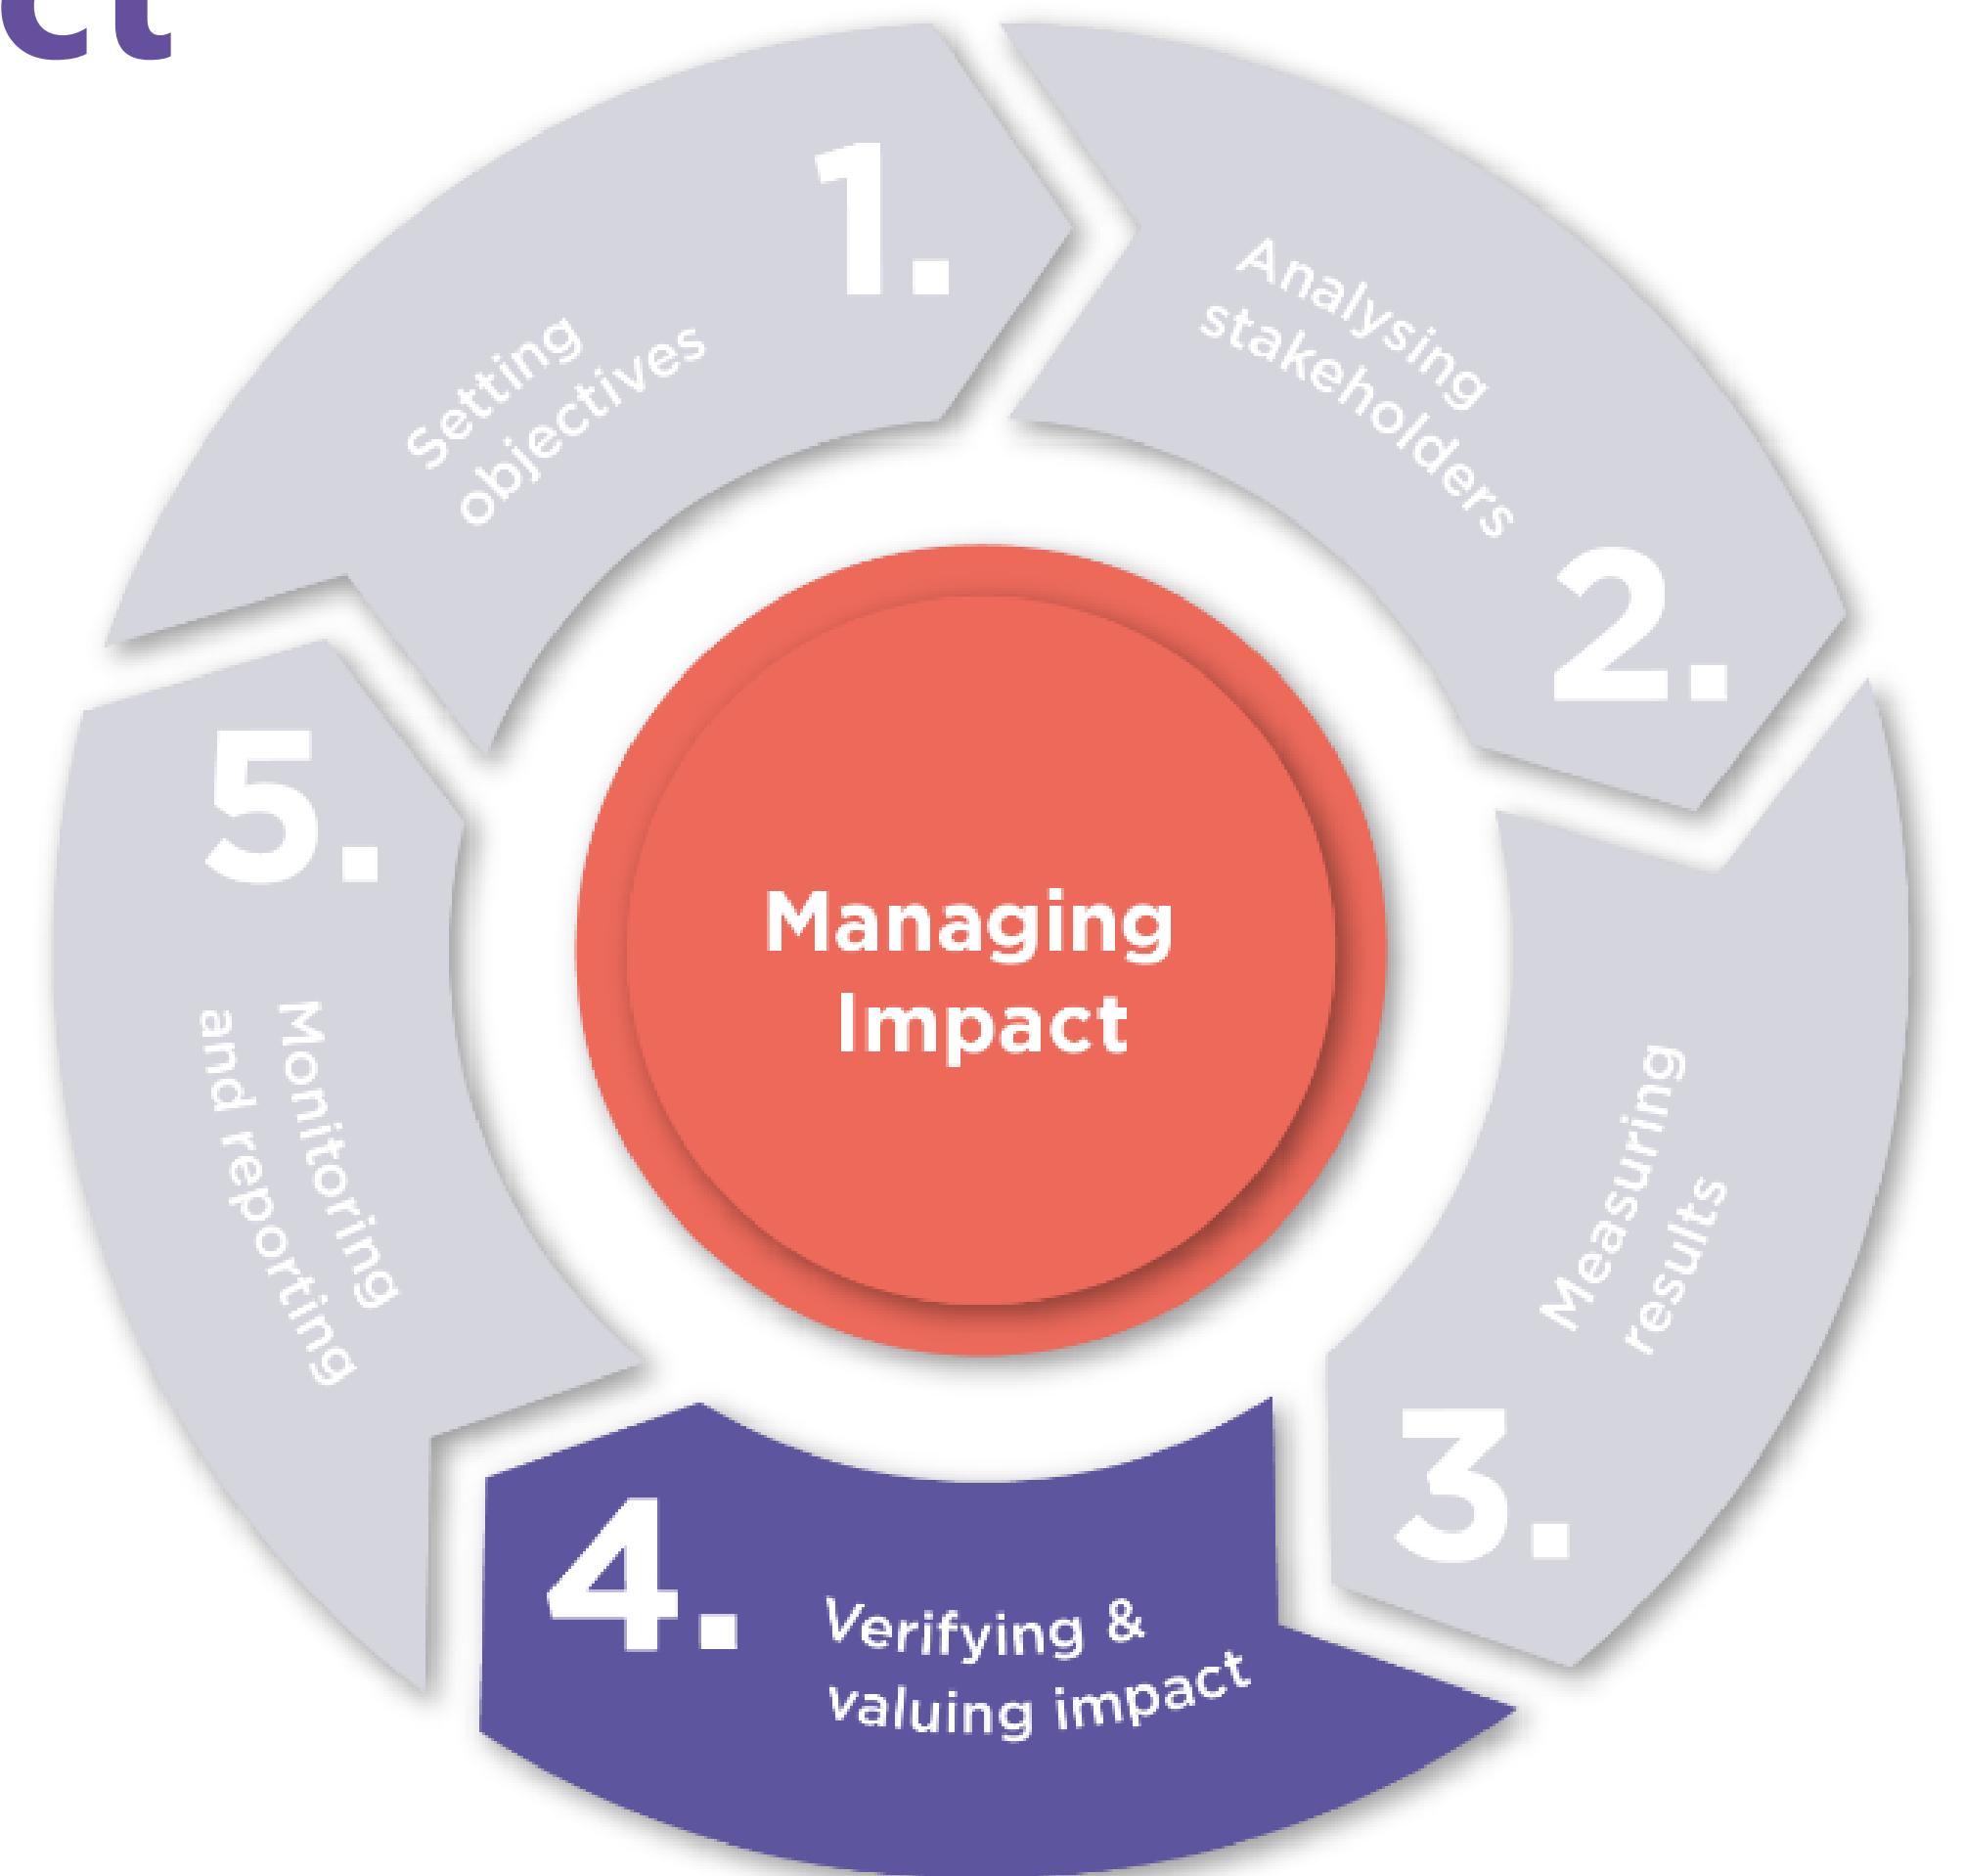 ct
1.
Setting
objectives
Analysing
stakeholders
2.
Measuring
results
3.
4.
Verifying &
valuing impact
5.
Monitoring
and reporting
Managing
Impact